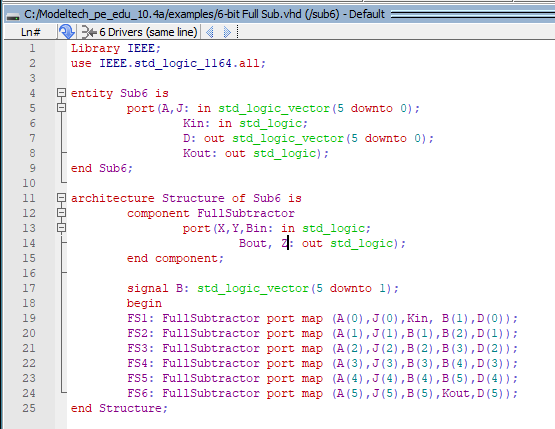 C:/Modeltech_pe_edu_10.4a/examples/6-bit Full Sub.vhd (/sub6) - Default
Ln# 6 Drivers (same line)
1 Library IEEE;
2 use IEEE.std_logic_1164.all;
3
4 entity Sub6 is
5 port(A,J: in std_logic_vector(5 downto 0);
6 Kin: in std_logic;
7 D: out std_logic_vector(5 downto 0);
8 Kout: out std_logic);
9 end Sub6;
10
11 architecture Structure of Sub6 is
12 component FullSubtractor
13 port(X,Y,Bin: in std_logic;
14 Bout, Z: out std_logic);
15 end component;
16
17 signal B: std_logic_vector(5 downto 1);
18 begin
19 FS1: FullSubtractor port map (A(0),J(0),Kin, B(1),D(0));
20 FS2: FullSubtractor port map (A(1),J(1),B(1),B(2),D(1));
21 FS3: FullSubtractor port map (A(2),J(2),B(2),B(3),D(2));
22 FS4: FullSubtractor port map (A(3),J(3),B(3),B(4),D(3));
23 FS5: FullSubtractor port map (A(4),J(4),B(4),B(5),D(4));
24 FS6: FullSubtractor port map (A(5),J(5),B(5),Kout,D(5));
25 end Structure;